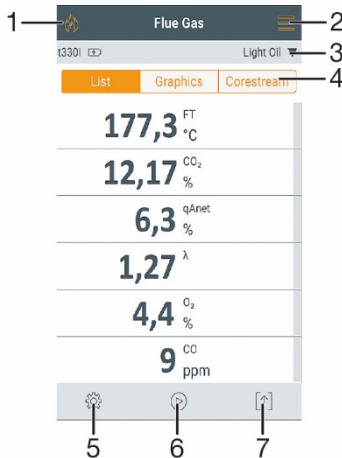 1 Flue Gas 2
t330i Light Oil 3
List Graphics Corestream 4
177,3 FT °C
12,17 CO₂ %
6,3 qAnet %
1,27 λ
4,4 O₂ %
9 CO ppm
5 6 7